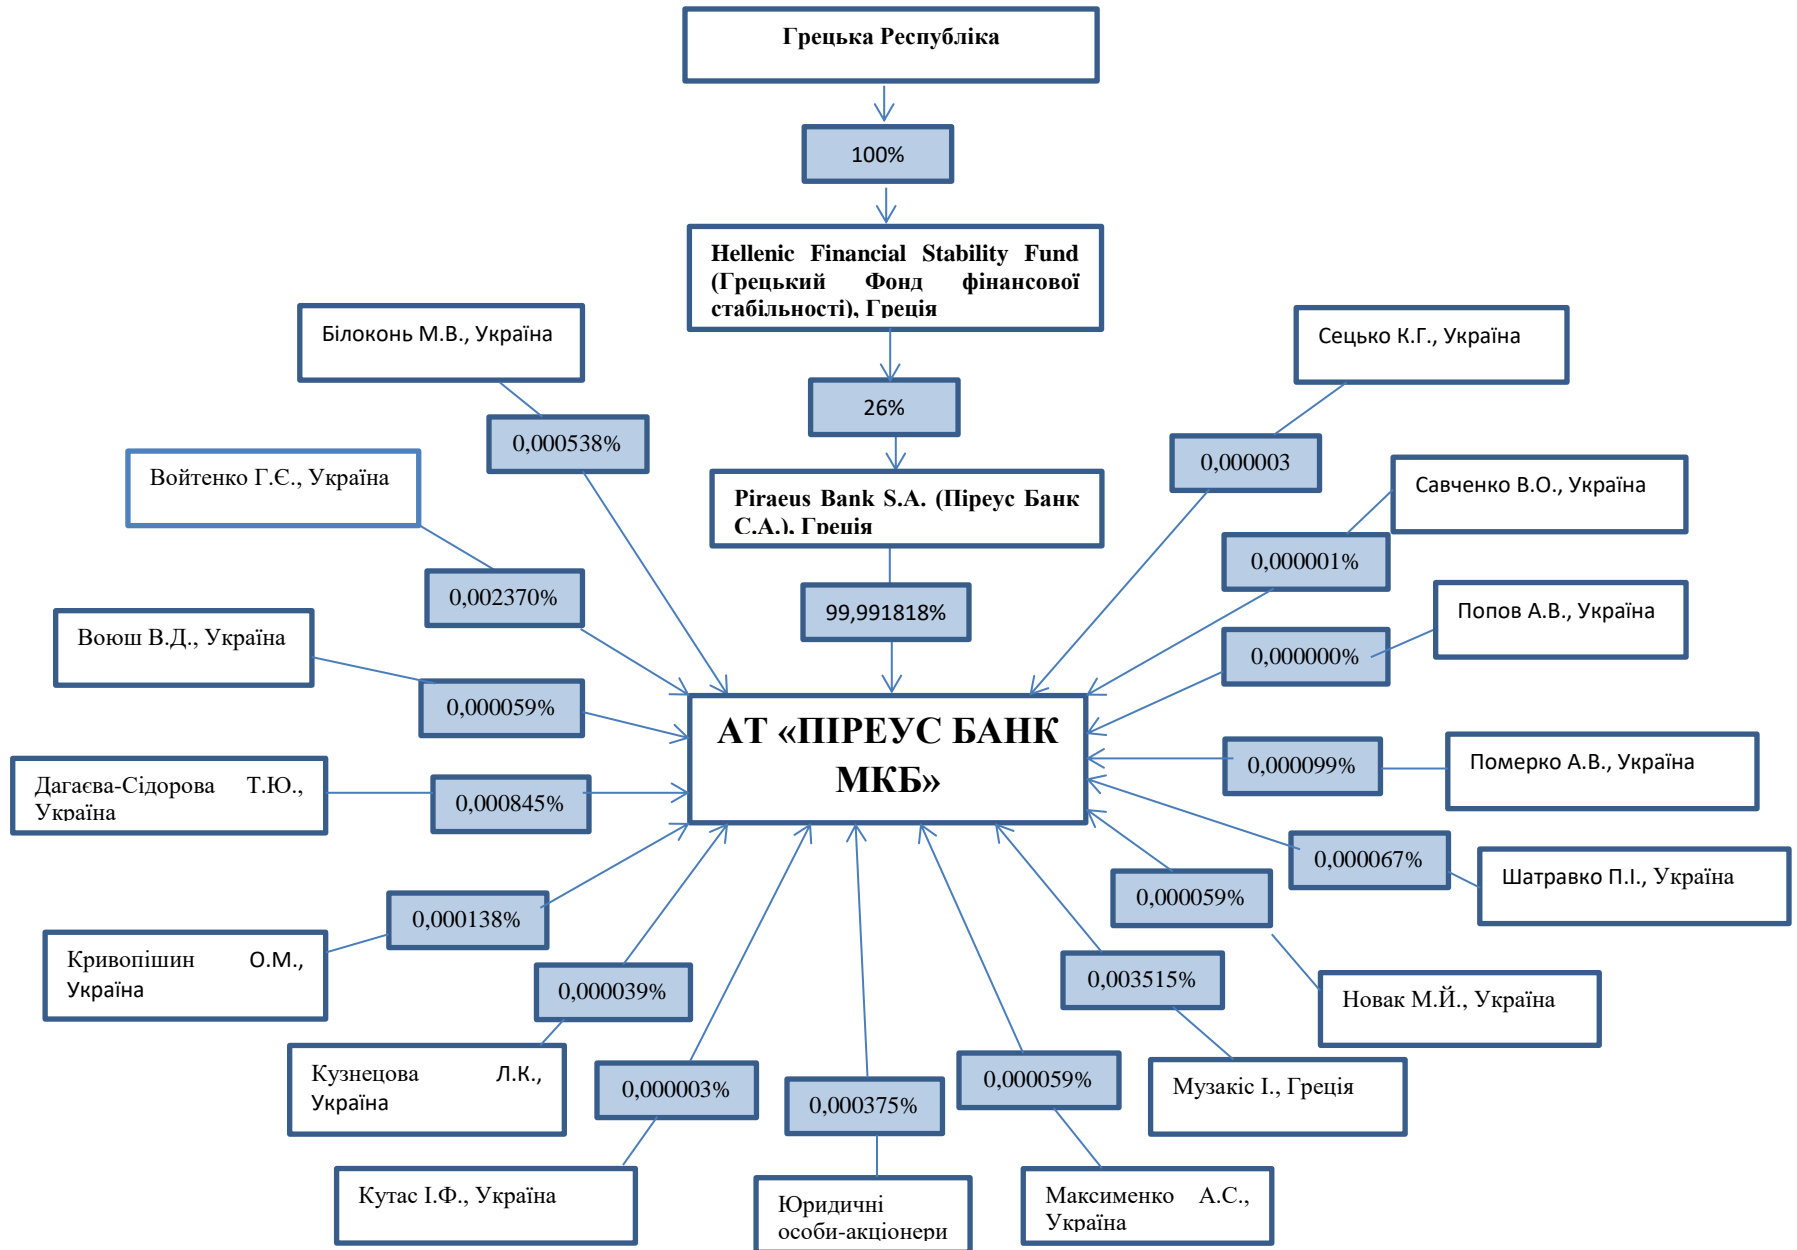 Грецька Республіка
100%
Hellenic Financial Stability Fund
(Грецький Фонд фінансової
стабільності), Греція
Білоконь М.В., Україна
Сецько К.Г., Україна
26%
0,000538%
0,000003
Войтенко Г.Є., Україна
Савченко В.О., Україна
Piraeus Bank S.A. (Піреус Банк
С.А.), Греція
0,000001%
0,002370%
99,991818%
Попов А.В., Україна
Воюш В.Д., Україна
0,000000%
0,000059%
АТ «ПІРЕУС БАНК
МКБ»
0,000099%
Померко А.В., Україна
Дагаєва-Сідорова Т.Ю.,
Україна
0,000845%
0,000067%
Шатравко П.І., Україна
0,000138%
0,000059%
Кривопішин О.М.,
Україна
0,000039%
0,003515%
Новак М.Й., Україна
Кузнецова Л.К.,
Україна
0,000003%
0,000375%
0,000059%
Музакіс І., Греція
Кутас І.Ф., Україна
Юридичні
особи-акціонери
Максименко А.С.,
Україна